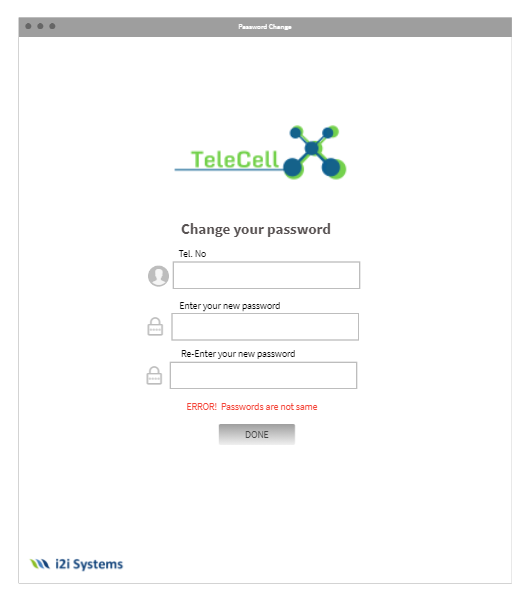 Password Change
TeleCell
Change your password
Tel. No
Enter your new password
Re-Enter your new password
ERROR! Passwords are not same
DONE
i2i Systems